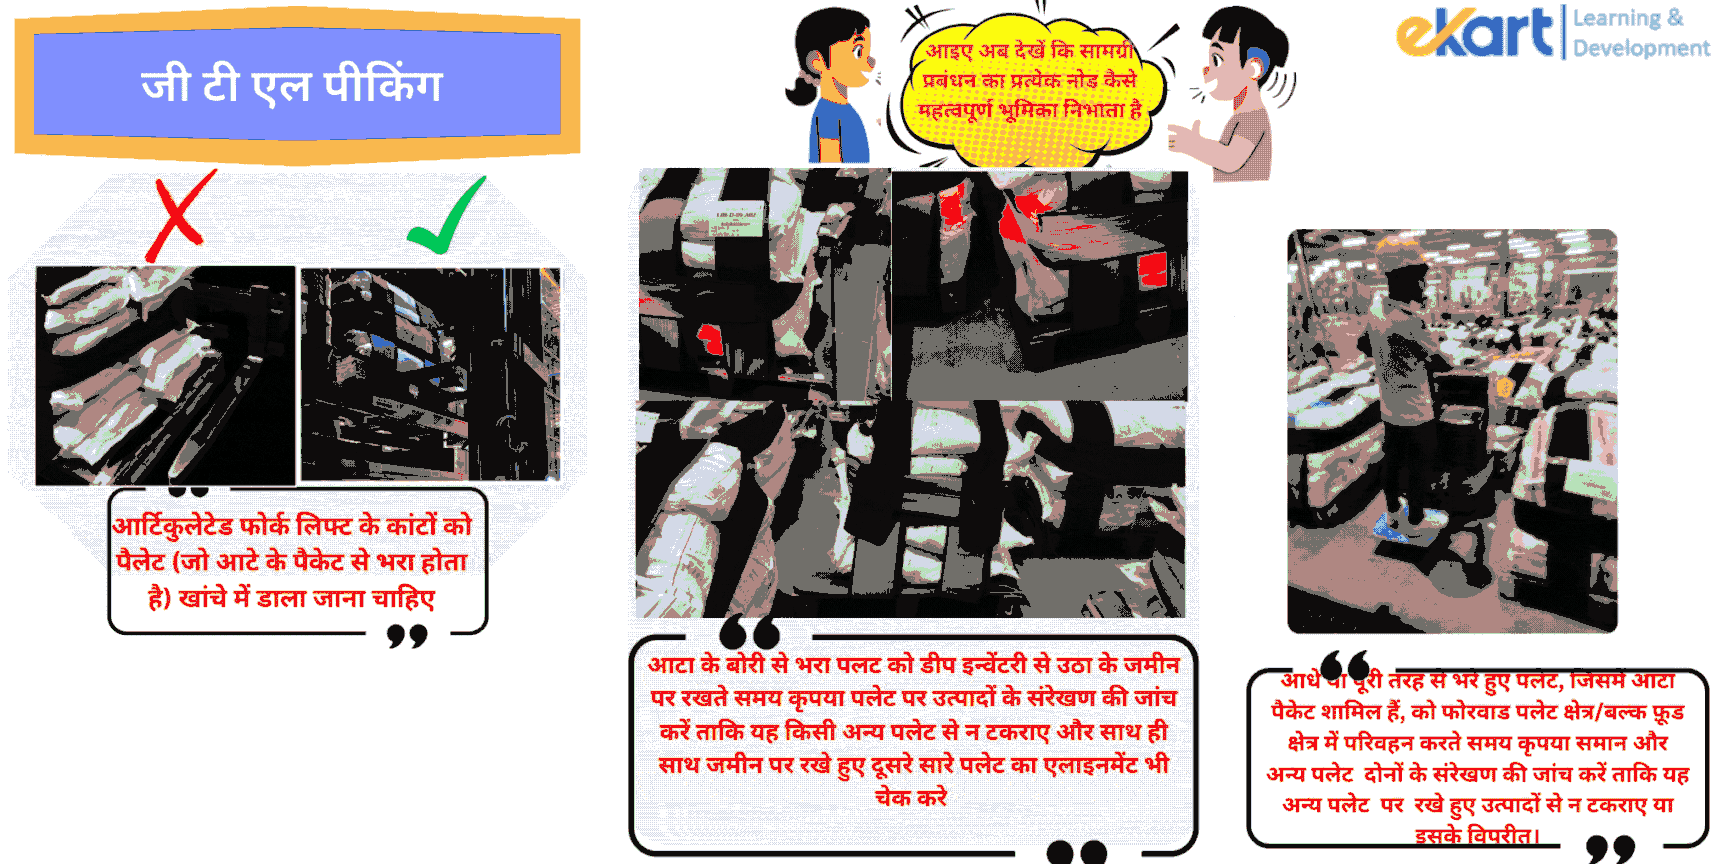 जी टी एल पीकिंग
आइए अब देखें कि सामग्री
प्रबंधन का प्रत्येक नोड कैसे
महत्वपूर्ण भूमिका निभाता है
eKart
Learning &
Development
आर्टिकुलेटेड फोर्क लिफ्ट के कांटों को
पैलेट (जो आटे के पैकेट से भरा होता
है) खांचे में डाला जाना चाहिए
आटा के बोरी से भरा पलट को डीप इन्वेंटरी से उठा के जमीन
पर रखते समय कृपया पलेट पर उत्पादों के संरेखण की जांच
करें ताकि यह किसी अन्य पलेट से न टकराए और साथ ही
साथ जमीन पर रखे हुए दूसरे सारे पलेट का एलाइनमेंट भी
चेक करे
आधे या पूरी तरह से भरे हुए पलेट, जिसमें आटा
पैकेट शामिल हैं, को फोरवाड पलेट क्षेत्र/बल्क फ़ूड
क्षेत्र में परिवहन करते समय कृपया समान और
अन्य पलेट दोनों के संरेखण की जांच करें ताकि यह
अन्य पलेट पर रखे हुए उत्पादों से न टकराए या
इसके विपरीत।